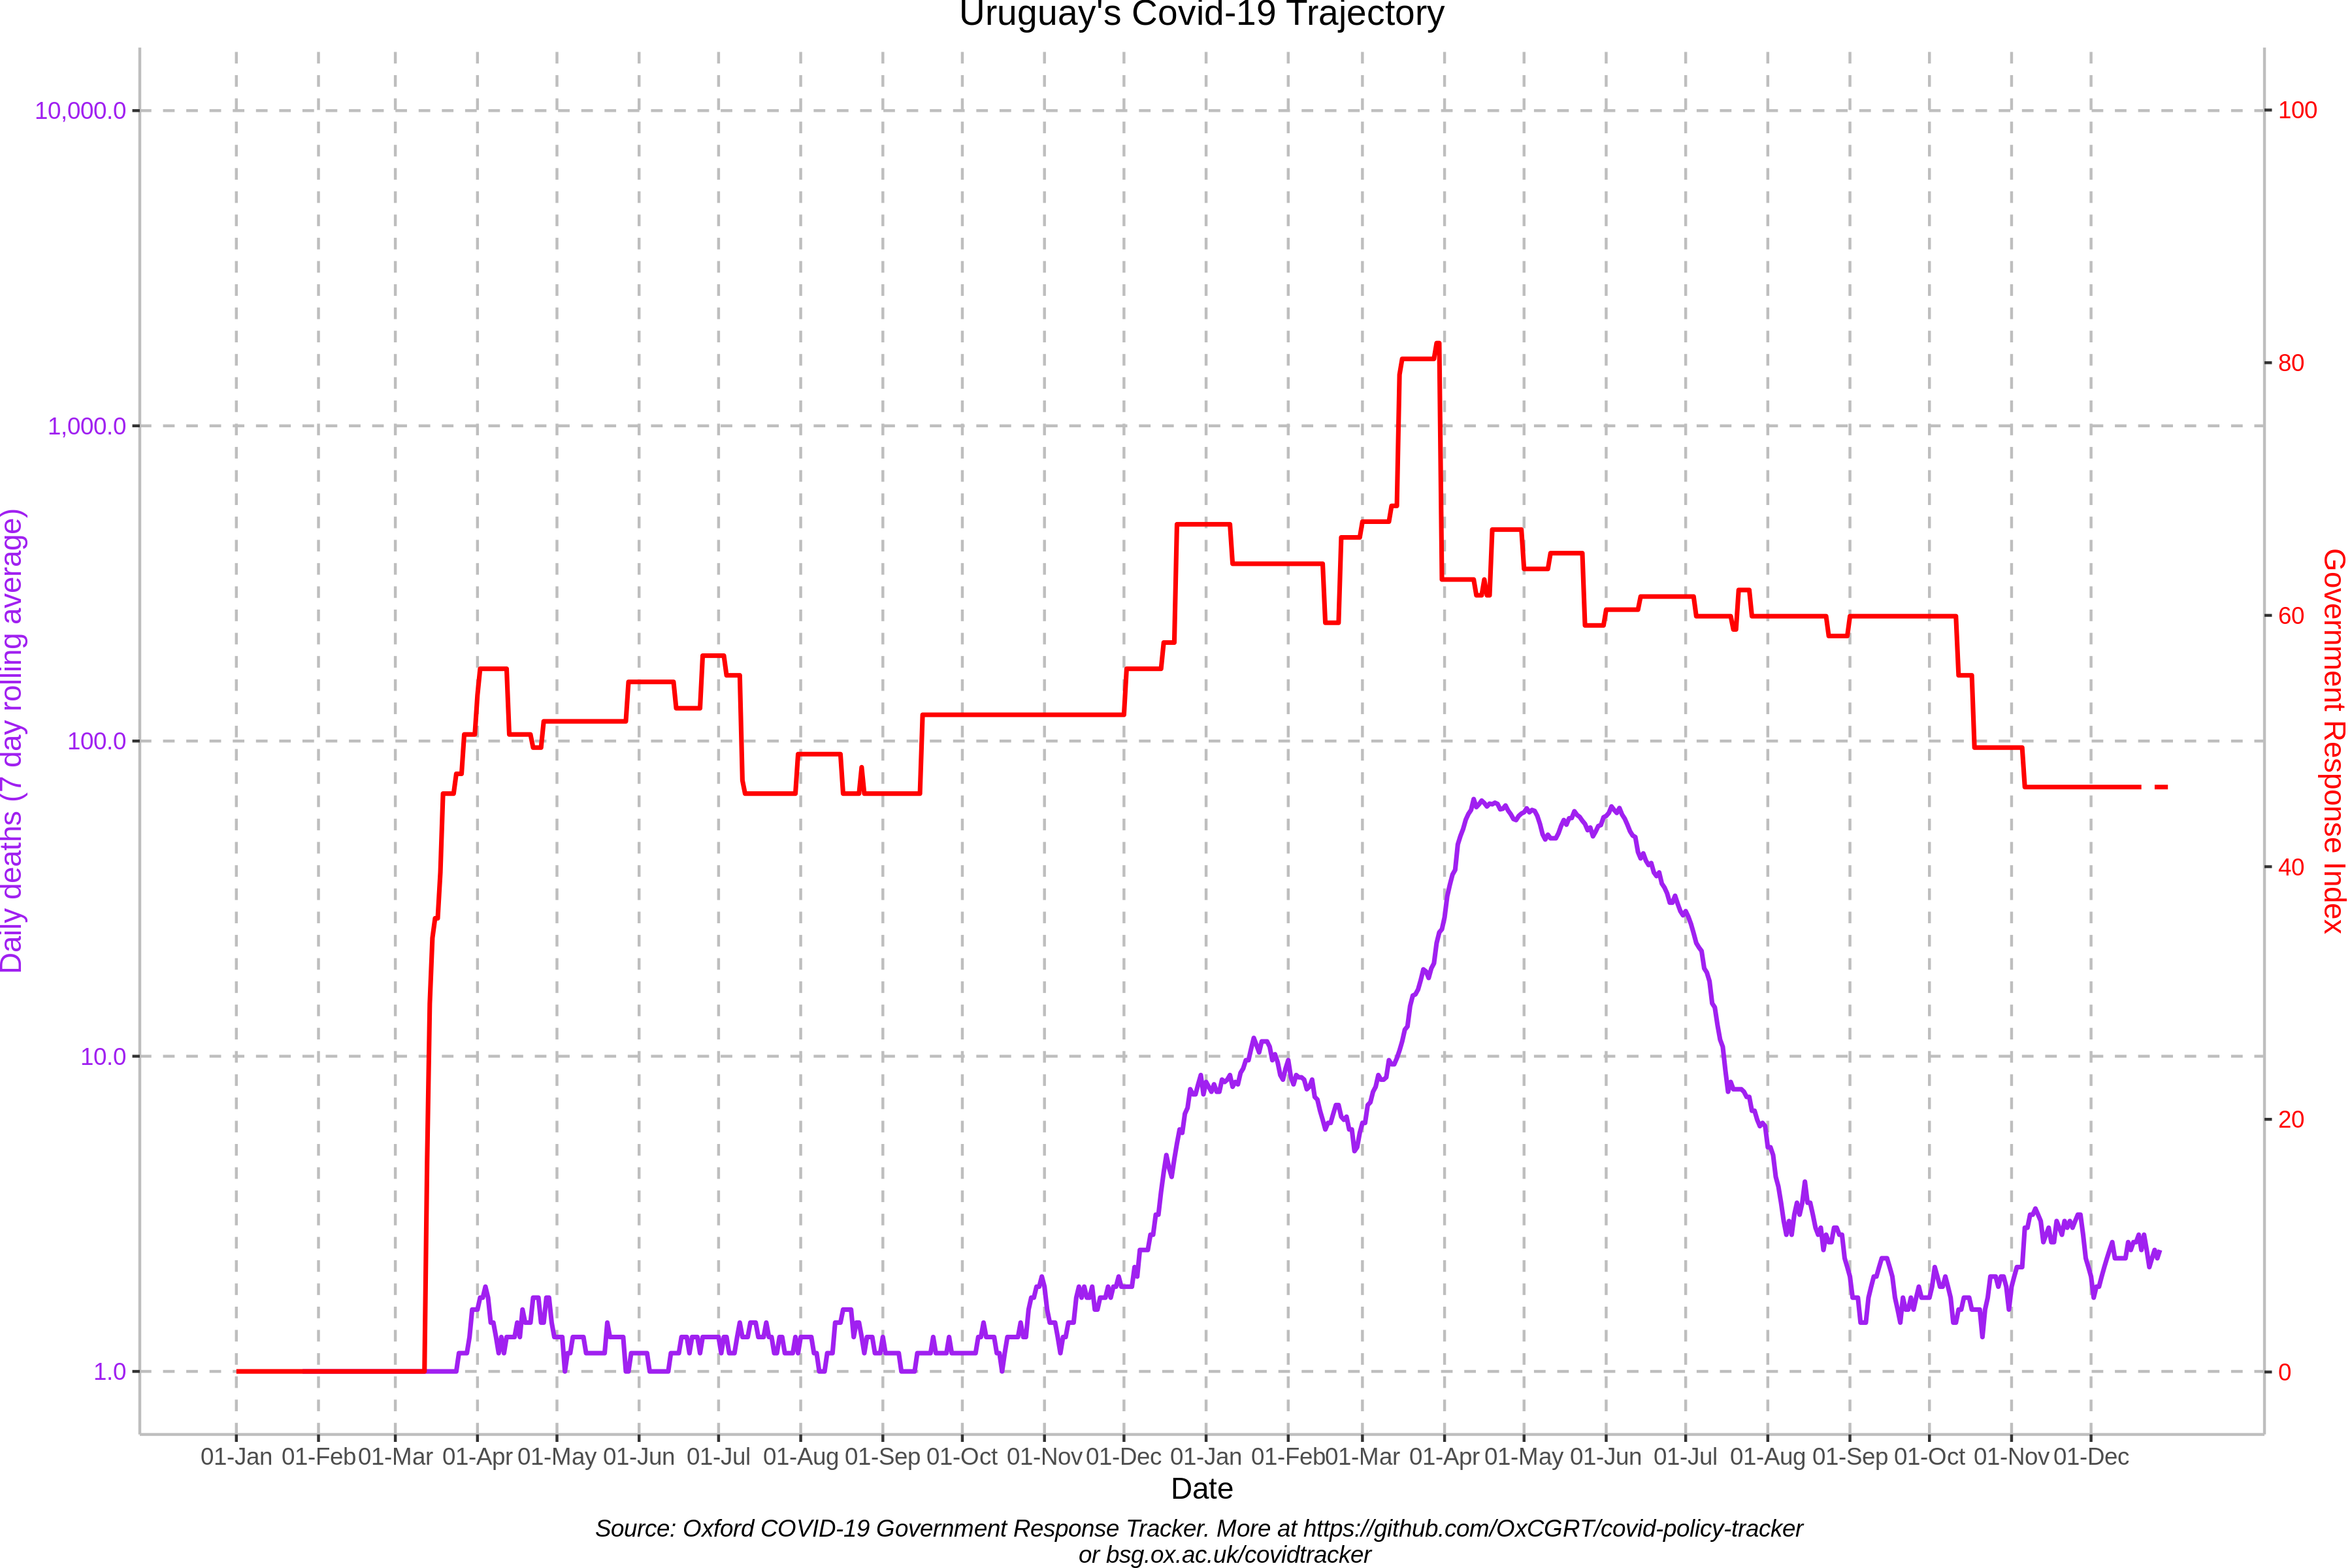 Uruguay's Covid-19 Trajectory
10,000.0
1,000.0
100.0
10.0
1.0
Daily deaths (7 day rolling average)
100
80
60
40
20
0
Government Response Index
01-Jan 01-Feb 01-Mar 01-Apr 01-May 01-Jun 01-Jul 01-Aug 01-Sep 01-Oct 01-Nov 01-Dec 01-Jan 01-Feb 01-Mar 01-Apr 01-May 01-Jun 01-Jul 01-Aug 01-Sep 01-Oct 01-Nov 01-Dec
Date
Source: Oxford COVID-19 Government Response Tracker. More at https://github.com/OxCGRT/covid-policy-tracker
or bsg.ox.ac.uk/covidtracker